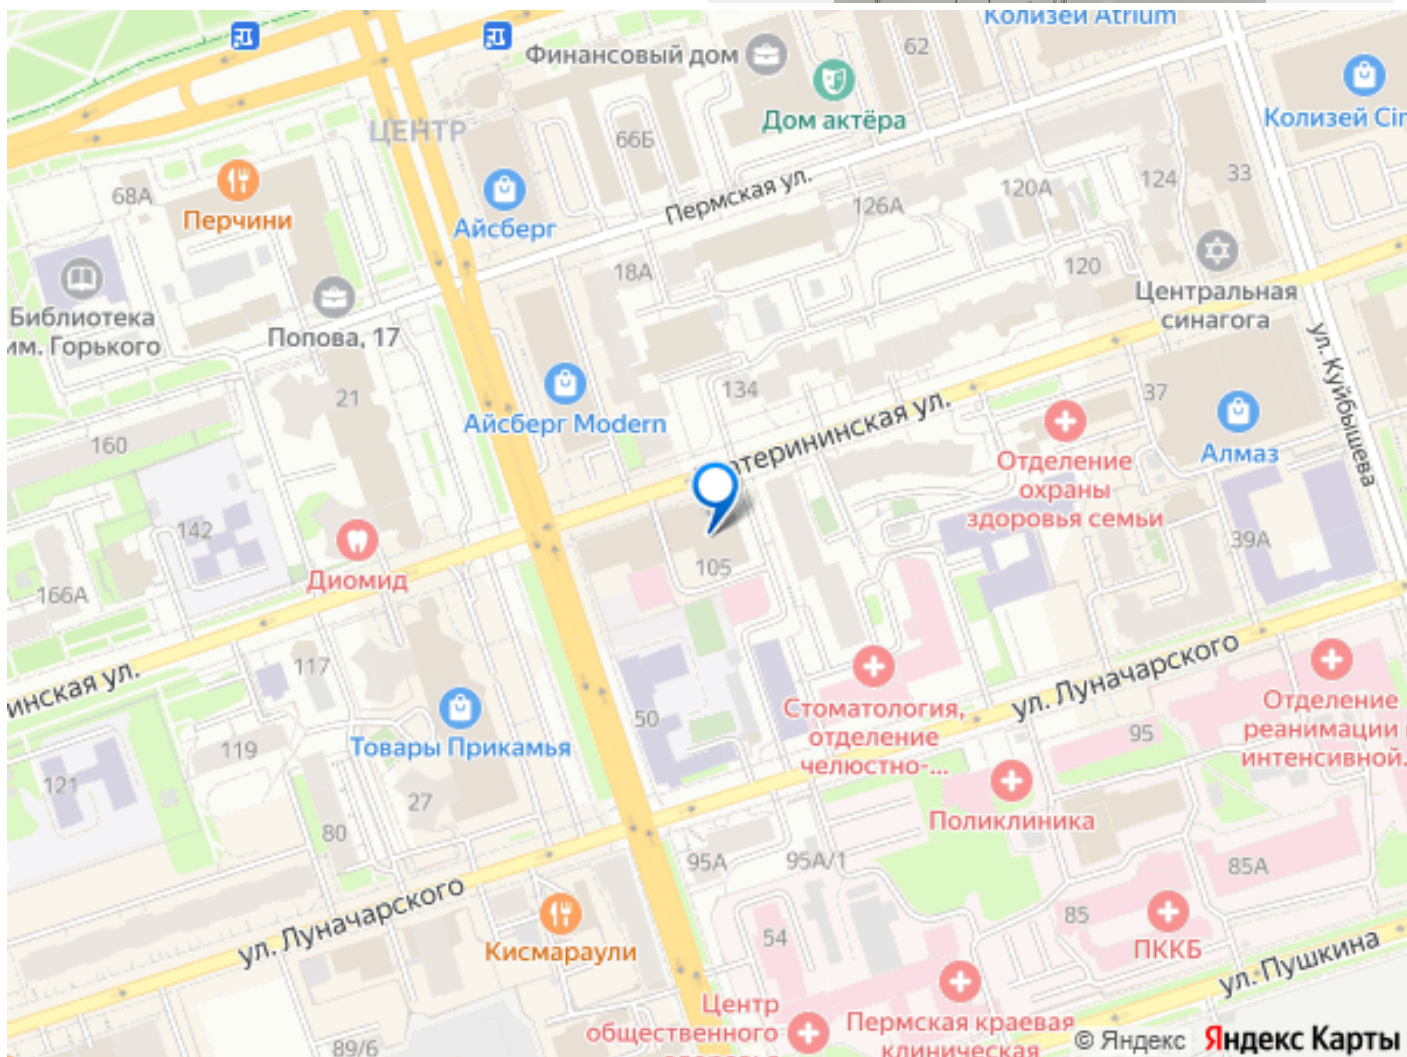 Колизей Atrium
Финансовый дом
62
Дом актёра
Колизей Cin
ЦЕНТР
66Б
68А
Перчини
Айсберг
Пермская ул.
126А
120А
124
33
18А
120
Центральная
синагога
Библиотека
им. Горького
Попова, 17
21
Айсберг Modern
134
Екатерининская ул.
37
Алмаз
ул. Куйбышева
160
142
Отделение
охраны
здоровья семьи
39А
Диомид
105
166А
117
инская ул.
119
121
Товары Прикамья
50
27
80
Стоматология,
отделение
челюстно-...
ул. Луначарского
95
Отделение
реанимации и
интенсивной...
Поликлиника
95А
95А/1
85А
ул. Луначарского
Кисмараули
54
85
ПККБ
ул. Пушкина
Центр
общественного
89/6
Пермская краевая
клиническая
© Яндекс Яндекс Карты